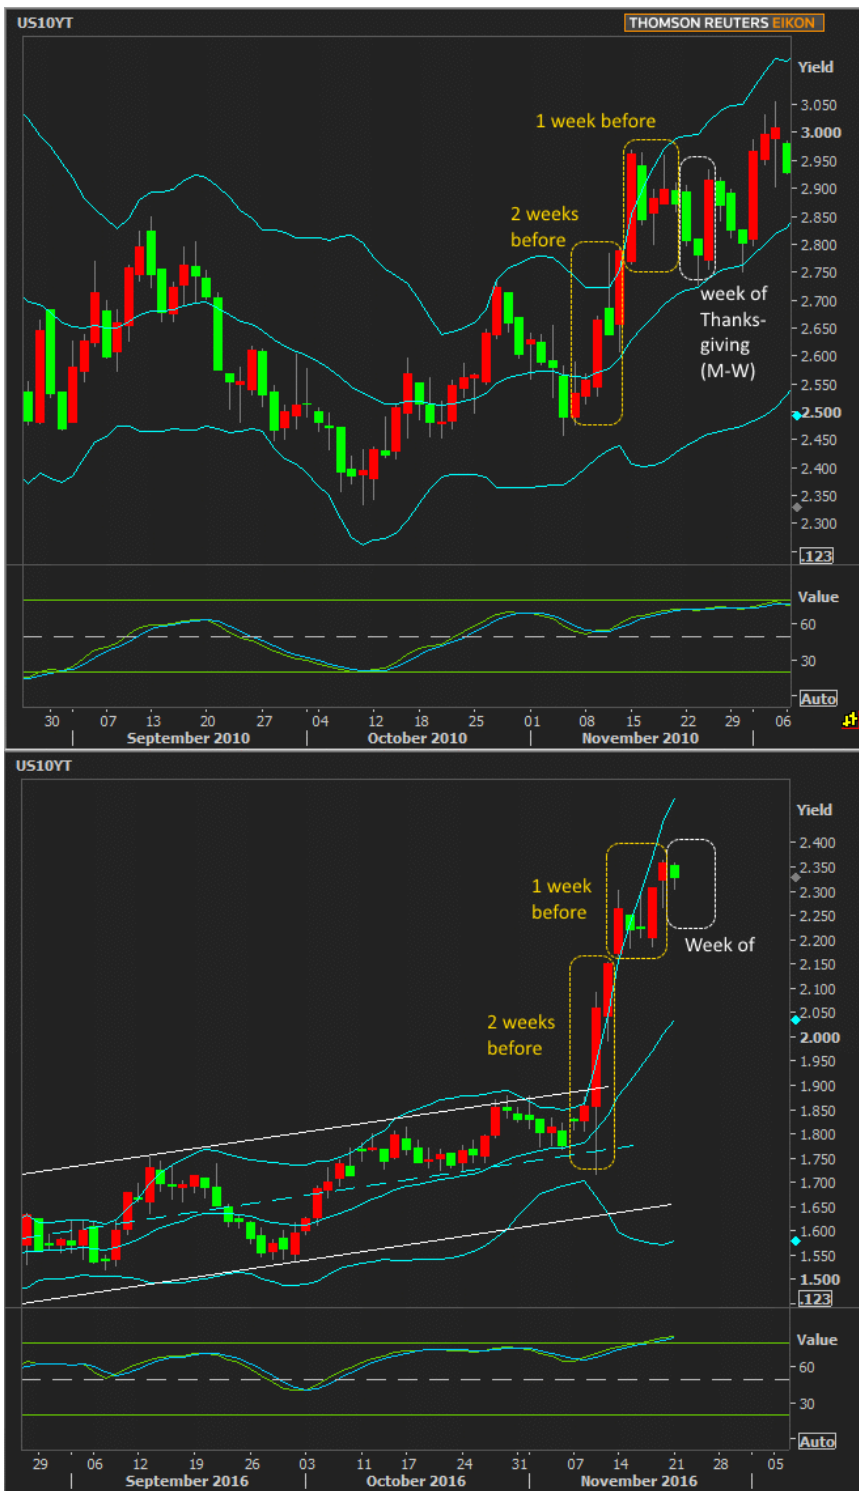 US10YT
THOMSON REUTERS EIKON
Yield
1 week before
3.050
3.000
2.950
2.900
2 weeks
before
2.850
2.800
2.750
week of
Thanks-
giving
(M-W)
2.700
2.650
2.600
2.550
2.500
2.450
2.400
2.350
2.300
.123
Value
60
30
Auto
30 07 13 20 27 04 12 18 25 01 08 15 22 29 06
September 2010 October 2010 November 2010
US10YT
Yield
2.400
2.350
1 week
before
2.300
2.250
Week of
2.200
2.150
2.100
2 weeks
before
2.050
2.000
1.950
1.900
1.850
1.800
1.750
1.700
1.650
1.600
1.550
1.500
.123
Value
60
30
Auto
29 06 12 19 26 03 11 17 24 31 07 14 21 05
September 2016 October 2016 November 2016